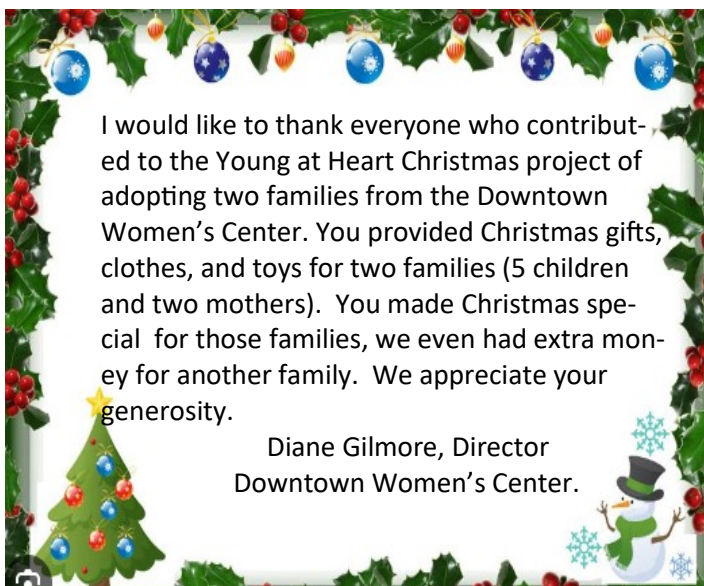 I would like to thank everyone who contribut-
ed to the Young at Heart Christmas project of
adopting two families from the Downtown
Women’s Center. You provided Christmas gifts,
clothes, and toys for two families (5 children
and two mothers).  You made Christmas spe-
cial  for those families, we even had extra mon-
ey for another family.  We appreciate your
generosity.
Diane Gilmore, Director
Downtown Women’s Center.